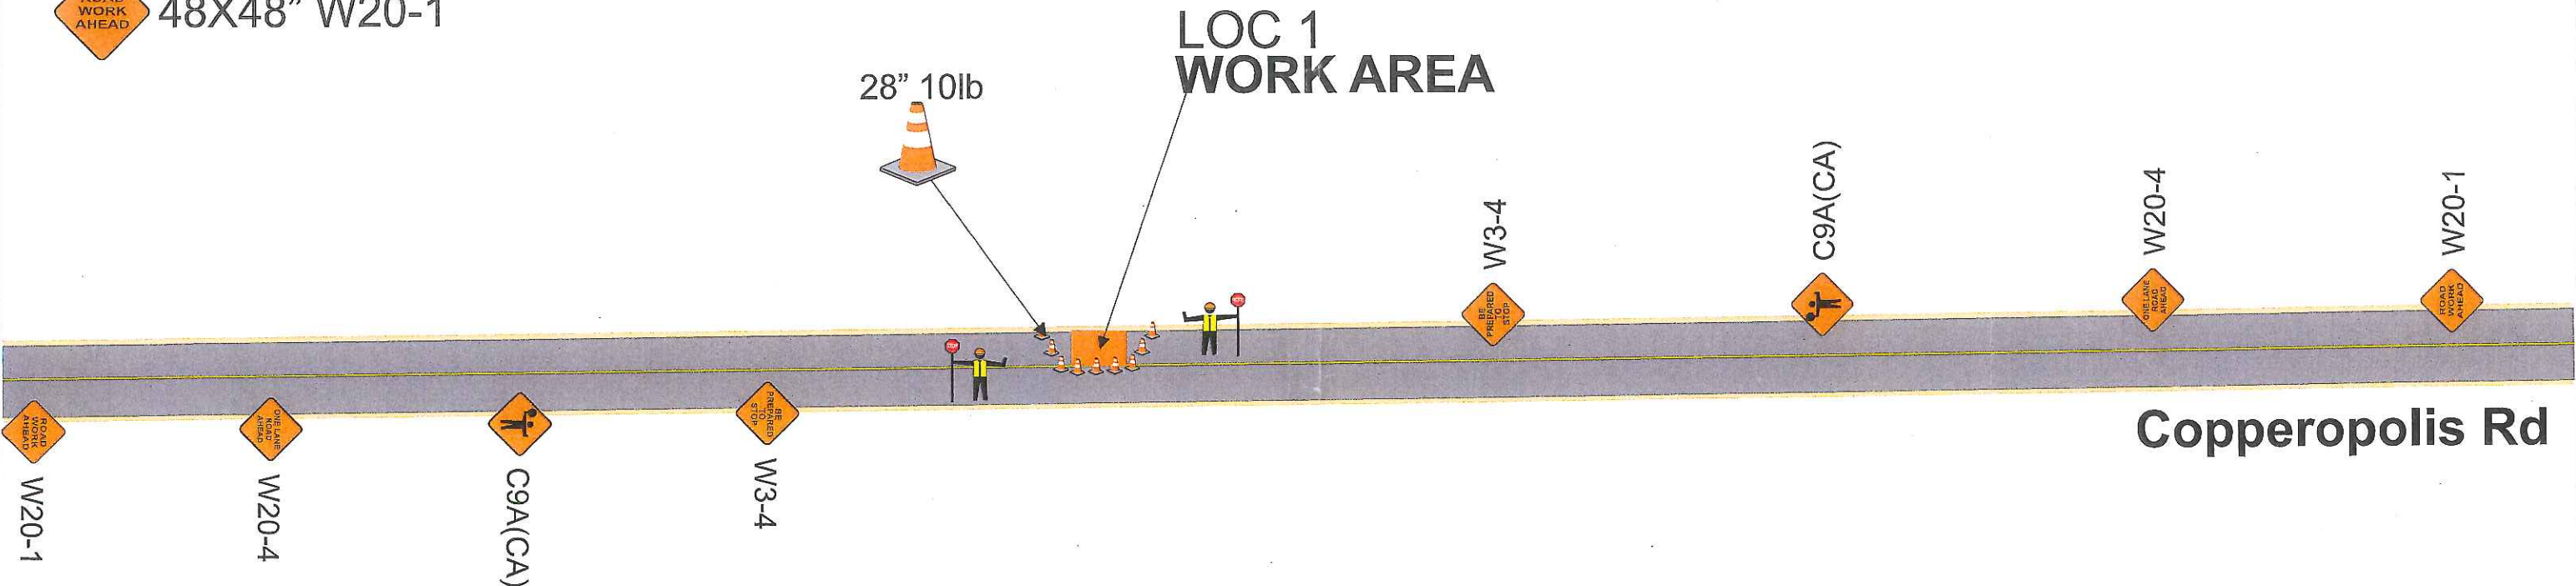 ROAD
WORK
AHEAD
48X48” W20-1
LOC 1
WORK AREA
28” 10lb
W3-4
C9A(CA)
W20-4
W20-1
STOP
BE
PREPARED
TO
STOP
ONE LANE
ROAD
AHEAD
ROAD
WORK
AHEAD
STOP
ROAD
WORK
AHEAD
ONE LANE
ROAD
AHEAD
BE
PREPARED
TO
STOP
Copperopolis Rd
W20-1
W20-4
C9A(CA)
W3-4